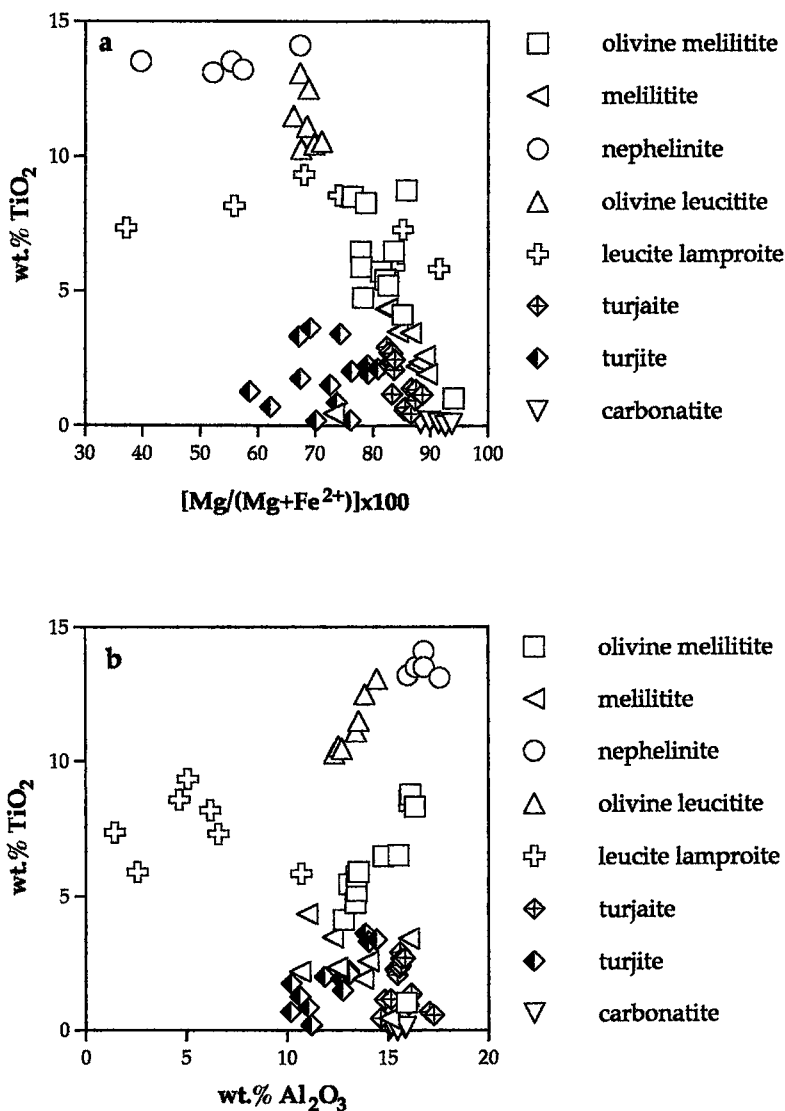 a
15
10
5
0
wt.% TiO₂
30 40 50 60 70 80 90 100
[Mg/(Mg+Fe²⁺)]x100
olivine melilitite
melilitite
nephelinite
olivine leucitite
leucite lamproite
turjaite
turjite
carbonatite
b
15
10
5
0
wt.% TiO₂
0 5 10 15 20
wt.% Al₂O₃
olivine melilitite
melilitite
nephelinite
olivine leucitite
leucite lamproite
turjaite
turjite
carbonatite